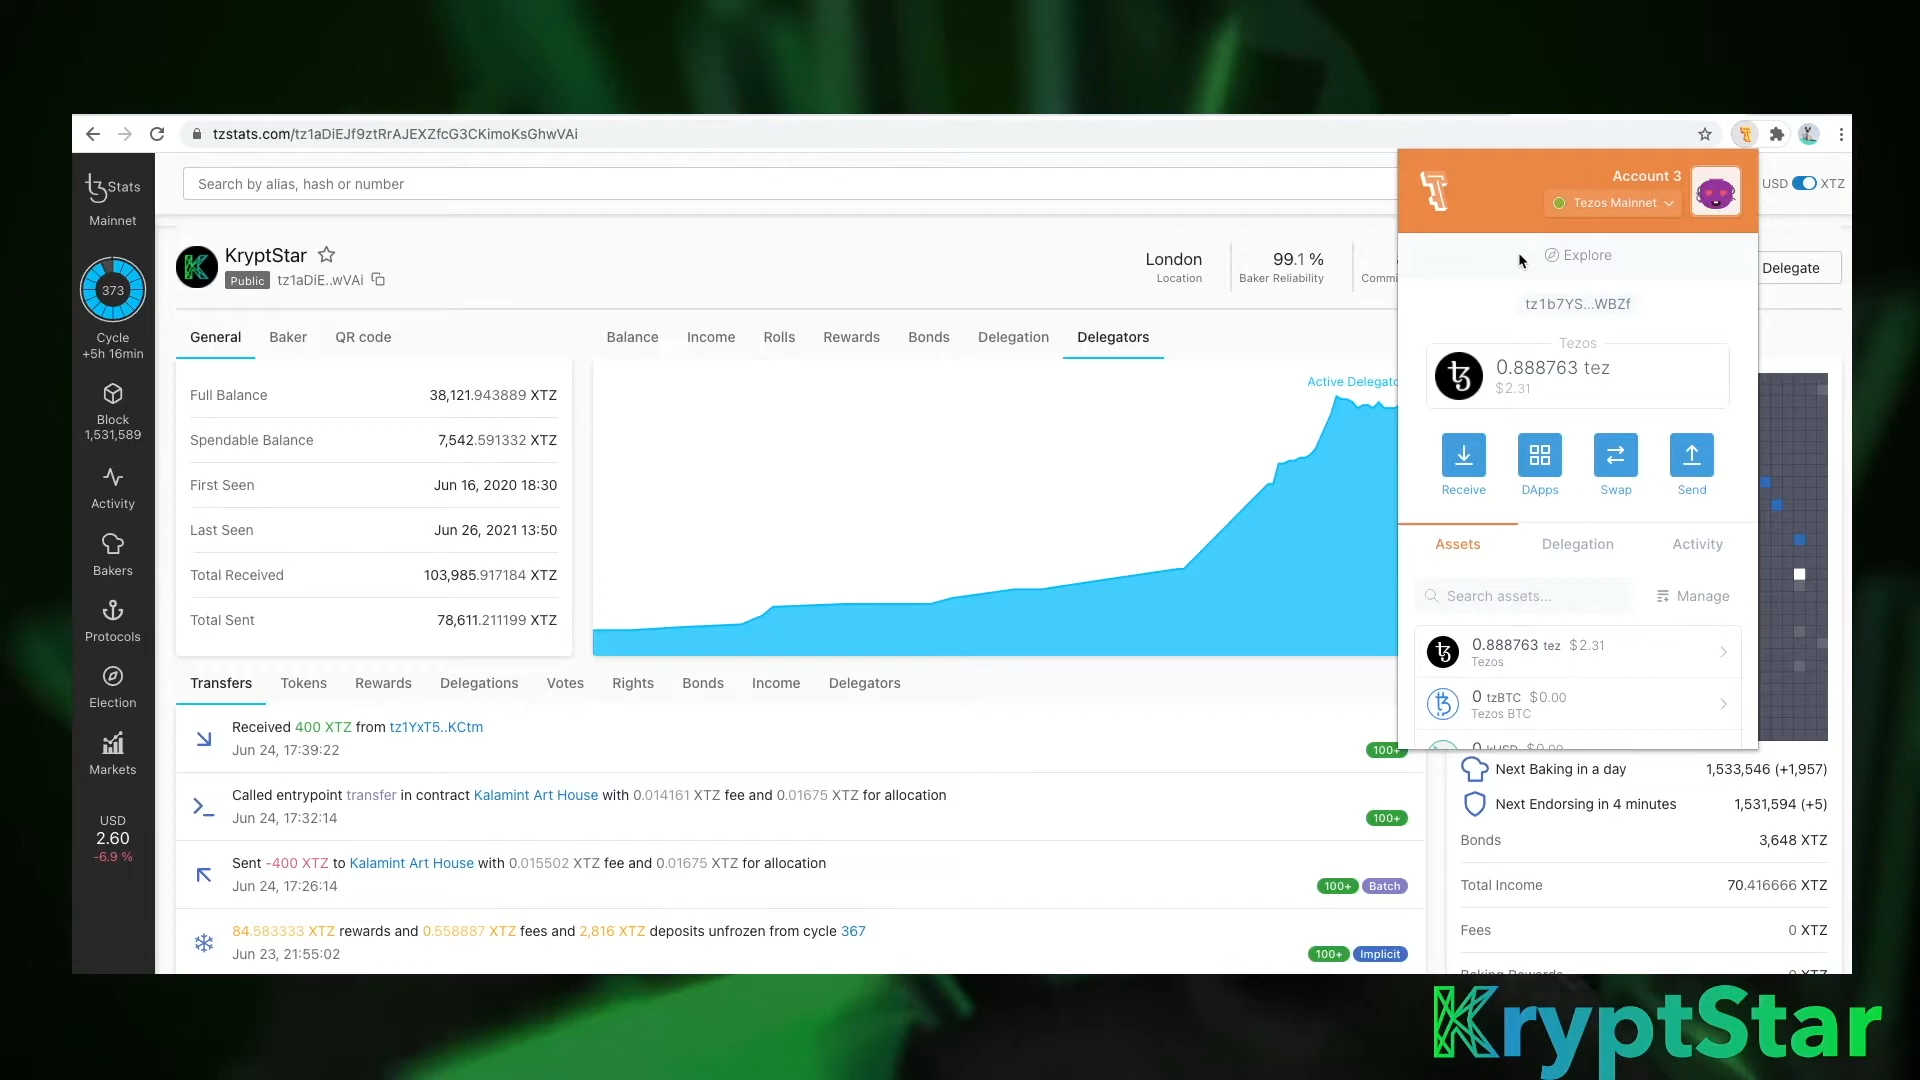 tzstats.com/tz1aDiEJf9ztRrAJEXZfcG3CKimoKsGhwVAi
Stats
Mainnet
Search by alias, hash or number
USD XTZ
373
Cycle
+5h 16min
Block
1,531,589
Activity
Bakers
Protocols
Election
Markets
USD
2.60
-6.9 %
KryptStar
Public tz1aDiE..wVAi
London
Location
99.1 %
Baker Reliability
Delegate
General Baker QR code
Balance Income Rolls Rewards Bonds Delegation Delegators
Full Balance 38,121.943889 XTZ
Spendable Balance 7,542.591332 XTZ
First Seen Jun 16, 2020 18:30
Last Seen Jun 26, 2021 13:50
Total Received 103,985.917184 XTZ
Total Sent 78,611.211199 XTZ
Active
Transfers Tokens Rewards Delegations Votes Rights Bonds Income Delegators
Received 400 XTZ from tz1YxT5..KCtm
Jun 24, 17:39:22
100+
Called entrypoint transfer in contract Kalamint Art House with 0.014161 XTZ fee and 0.01675 XTZ for allocation
Jun 24, 17:32:14
100+
Sent -400 XTZ to Kalamint Art House with 0.015502 XTZ fee and 0.01675 XTZ for allocation
Jun 24, 17:26:14
100+ Batch
84.583333 XTZ rewards and 0.558887 XTZ fees and 2,816 XTZ deposits unfrozen from cycle 367
Jun 23, 21:55:02
100+ Implicit
Account 3
Tezos Mainnet
Explore
tz1b7YS...WBZf
Tezos
0.888763 tez
$2.31
Receive DApps Swap Send
Assets Delegation Activity
Search assets... Manage
0.888763 tez $2.31
Tezos
0 tzBTC $0.00
Tezos BTC
0 kUSD $0.00
Next Baking in a day 1,533,546 (+1,957)
Next Endorsing in 4 minutes 1,531,594 (+5)
Bonds 3,648 XTZ
Total Income 70.416666 XTZ
Fees 0 XTZ
Baking Rewards 0 XTZ
KryptStar